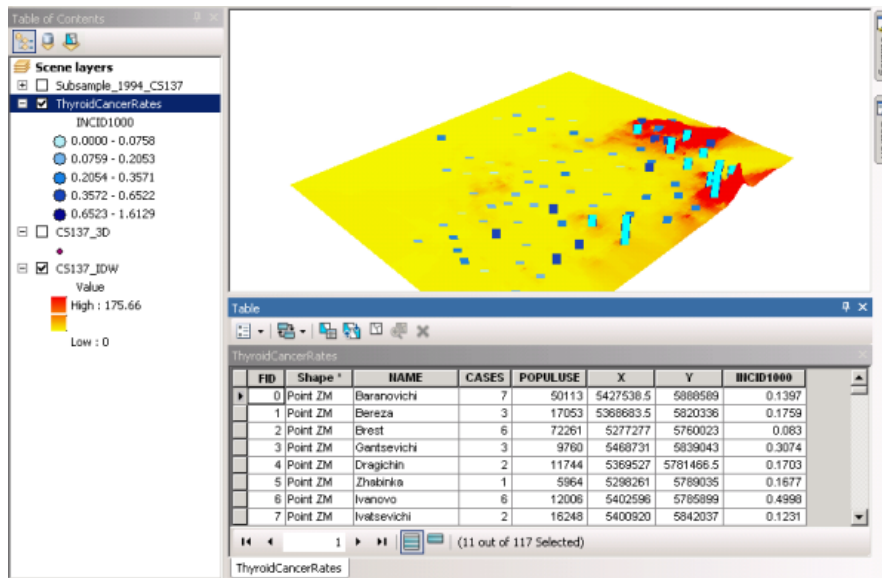 Table of Contents
Scene layers
Subsample_1994_CS137
ThyroidCancerRates
INCID1000
0.0000 - 0.0758
0.0759 - 0.2053
0.2054 - 0.3571
0.3572 - 0.6522
0.6523 - 1.6129
CS137_3D
CS137_IDW
Value
High : 175.66
Low : 0
Table
ThyroidCancerRates
FID Shape * NAME CASES POPULUSE X Y INCID1000
0 Point ZM Baranovichi 7 50113 5427538.5 5888589 0.1397
1 Point ZM Bereza 3 17053 5368683.5 5820336 0.1759
2 Point ZM Brest 6 72261 5277277 5760023 0.083
3 Point ZM Gantsevichi 3 9760 5468731 5839043 0.3074
4 Point ZM Dragichin 2 11744 5369527 5781466.5 0.1703
5 Point ZM Zhabinka 1 5964 5298261 5789035 0.1677
6 Point ZM Ivanovo 6 12006 5402596 5785899 0.4998
7 Point ZM Ivatsevichi 2 16248 5400920 5842037 0.1231
1 (11 out of 117 Selected)
ThyroidCancerRates